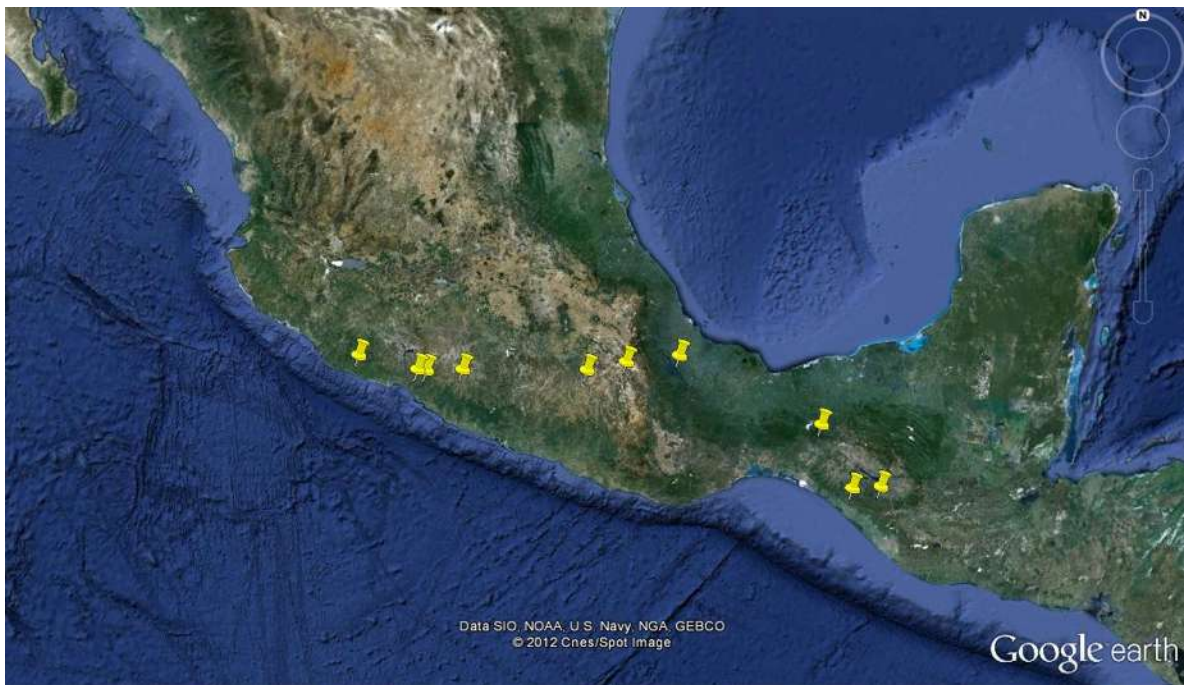 N
Data SIO, NOAA, U.S. Navy, NGA, GEBCO
© 2012 Cnes/Spot Image
Google earth